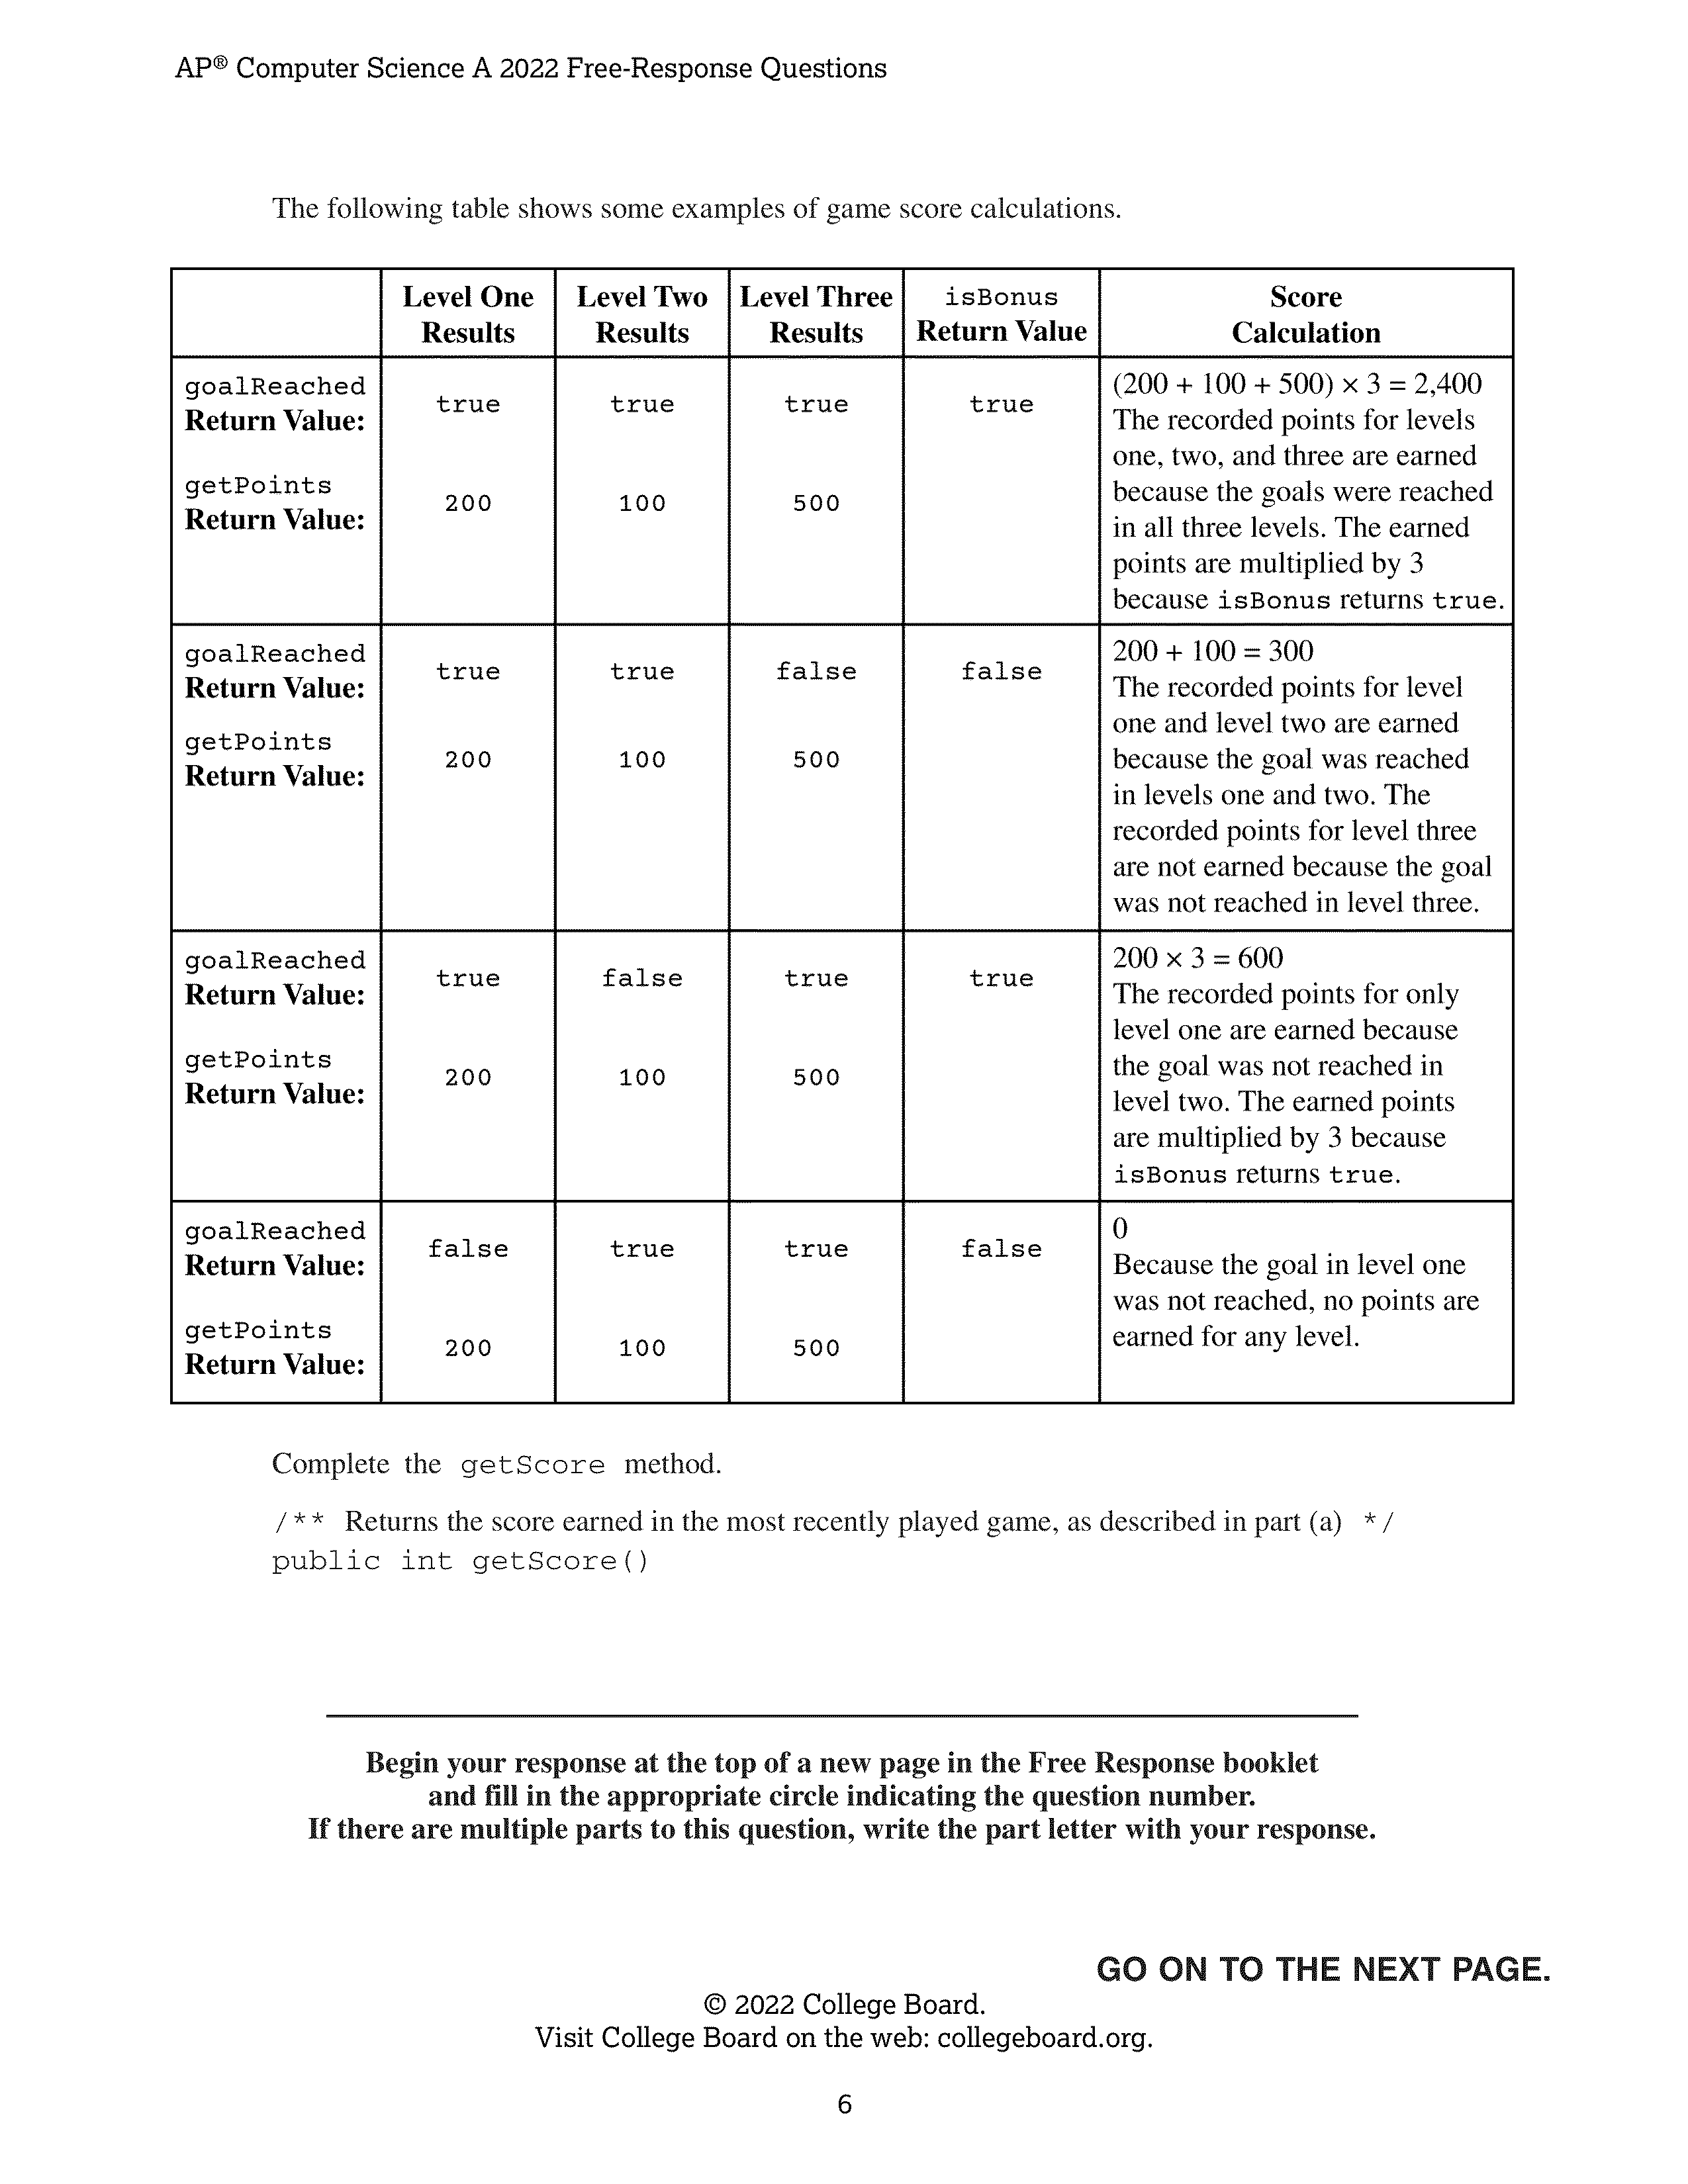 AP® Computer Science A 2022 Free-Response Questions
The following table shows some examples of game score calculations.
Level One Results
Level Two Results
Level Three Results
isBonus Return Value
Score Calculation
goalReached
Return Value:
true
true
true
true
getPoints
Return Value:
200
100
500
(200 + 100 + 500) × 3 = 2,400
The recorded points for levels
one, two, and three are earned
because the goals were reached
in all three levels. The earned
points are multiplied by 3
because isBonus returns true.
goalReached
Return Value:
true
true
false
false
getPoints
Return Value:
200
100
500
200 + 100 = 300
The recorded points for level
one and level two are earned
because the goal was reached
in levels one and two. The
recorded points for level three
are not earned because the goal
was not reached in level three.
goalReached
Return Value:
true
false
true
true
getPoints
Return Value:
200
100
500
200 × 3 = 600
The recorded points for only
level one are earned because
the goal was not reached in
level two. The earned points
are multiplied by 3 because
isBonus returns true.
goalReached
Return Value:
false
true
true
false
getPoints
Return Value:
200
100
500
0
Because the goal in level one
was not reached, no points are
earned for any level.
Complete the getScore method.
/** Returns the score earned in the most recently played game, as described in part (a) */
public int getScore()
Begin your response at the top of a new page in the Free Response booklet
and fill in the appropriate circle indicating the question number.
If there are multiple parts to this question, write the part letter with your response.
GO ON TO THE NEXT PAGE.
© 2022 College Board.
Visit College Board on the web: collegeboard.org.
6